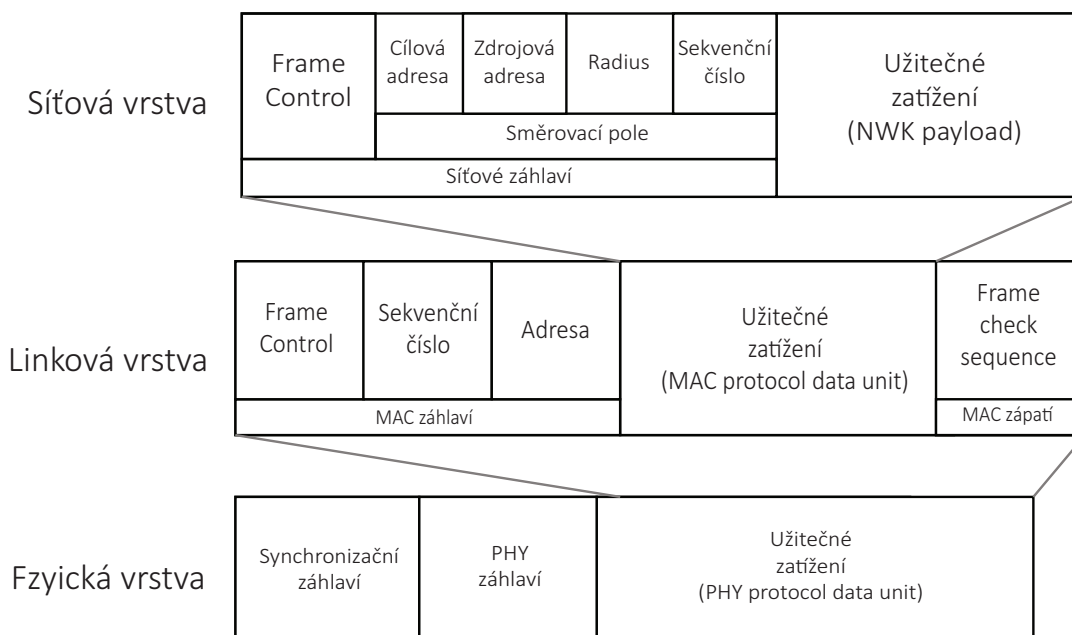 Síťová vrstva
Frame
Control
Cílová
adresa
Zdrojová
adresa
Radius
Sekvenční
číslo
Směrovací pole
Síťové záhlaví
Užitečné
zatížení
(NWK payload)
Linková vrstva
Frame
Control
Sekvenční
číslo
Adresa
MAC záhlaví
Užitečné
zatížení
(MAC protocol data unit)
Frame
check
sequence
MAC zápatí
Fzyická vrstva
Synchronizační
záhlaví
PHY
záhlaví
Užitečné
zatížení
(PHY protocol data unit)